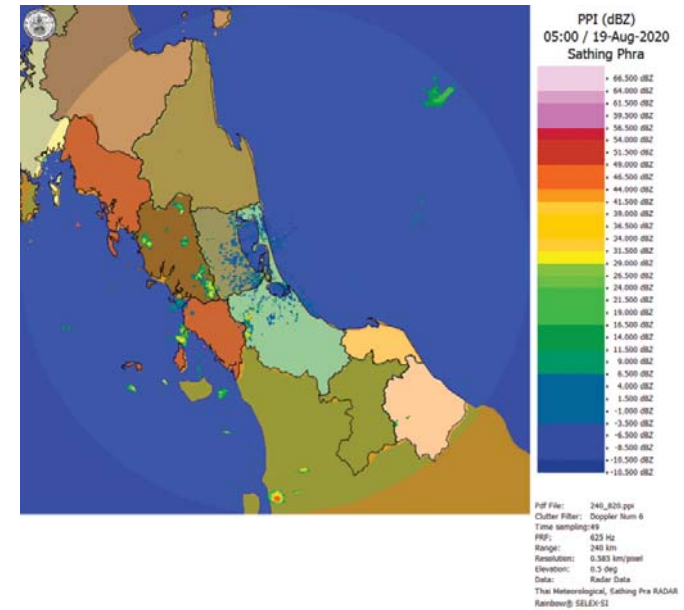 PPI (dBZ)
05:00 / 19-Aug-2020
Sathing Phra
+ 66.500 dBZ
+ 64.000 dBZ
+ 61.500 dBZ
+ 59.500 dBZ
+ 56.500 dBZ
+ 54.000 dBZ
+ 51.500 dBZ
+ 49.000 dBZ
+ 46.500 dBZ
+ 44.000 dBZ
+ 41.500 dBZ
+ 39.000 dBZ
+ 36.500 dBZ
+ 34.000 dBZ
+ 31.500 dBZ
+ 29.000 dBZ
+ 26.500 dBZ
+ 24.000 dBZ
+ 21.500 dBZ
+ 19.000 dBZ
+ 16.500 dBZ
+ 14.000 dBZ
+ 11.500 dBZ
+ 9.000 dBZ
+ 6.500 dBZ
+ 4.000 dBZ
+ 1.500 dBZ
+ -1.000 dBZ
+ -3.500 dBZ
+ -6.500 dBZ
+ -8.500 dBZ
+ -10.500 dBZ
+ -10.500 dBZ
Pdf File: 240_820.ppi
Clutter Filter: Doppler Num 6
Time sampling:49
PRF: 625 Hz
Range: 240 km
Resolution: 0.583 km/pixel
Elevation: 0.5 deg
Data: Radar Data
Thai Meteorological, Sathing Pra RADAR
Rainbow® SELEX-SI